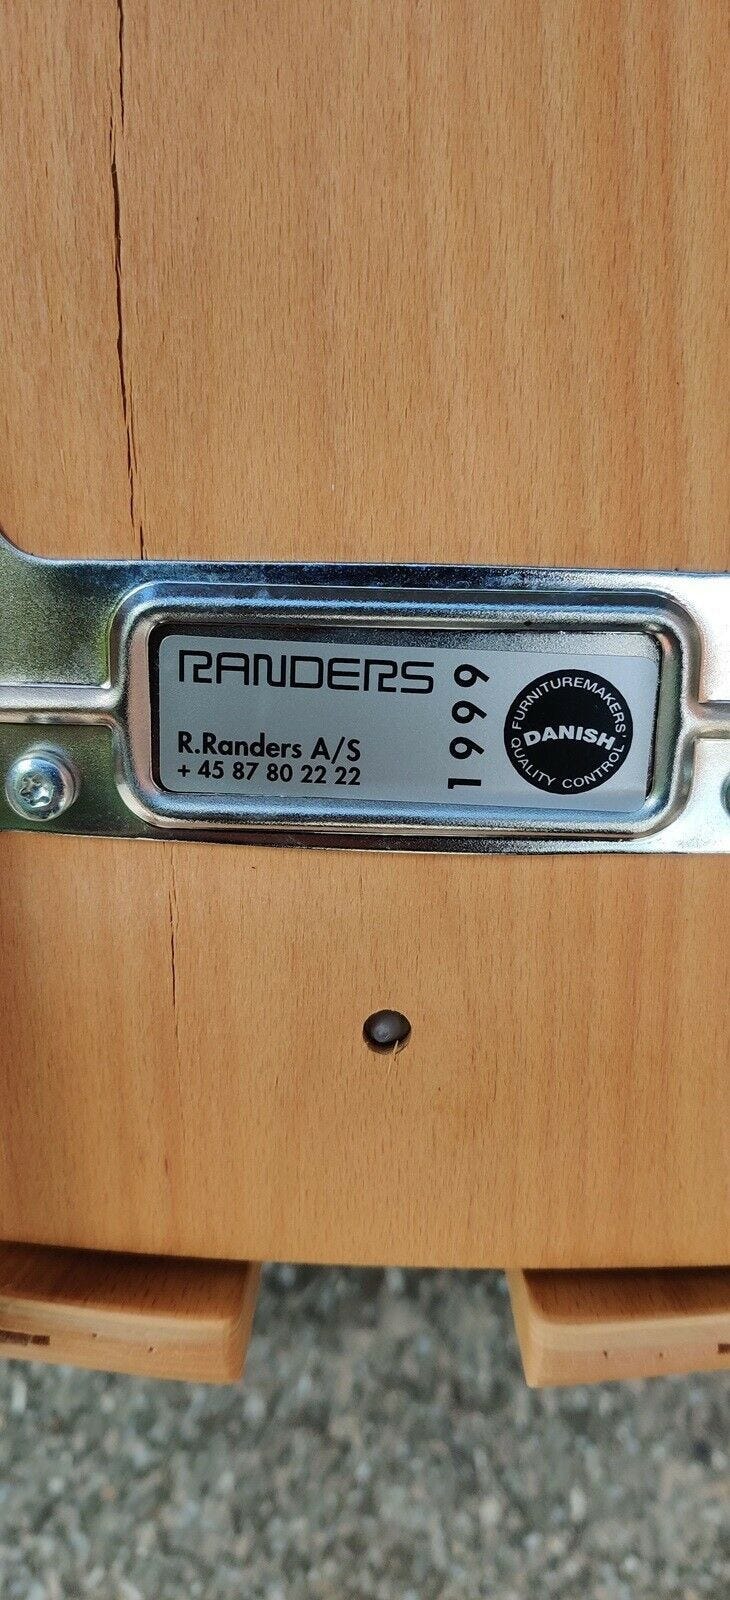 RANDERS
R.Randers A/S
+ 45 87 80 22 22
1999
FURNITUREMAKERS'
DANISH
QUALITY CONTROL